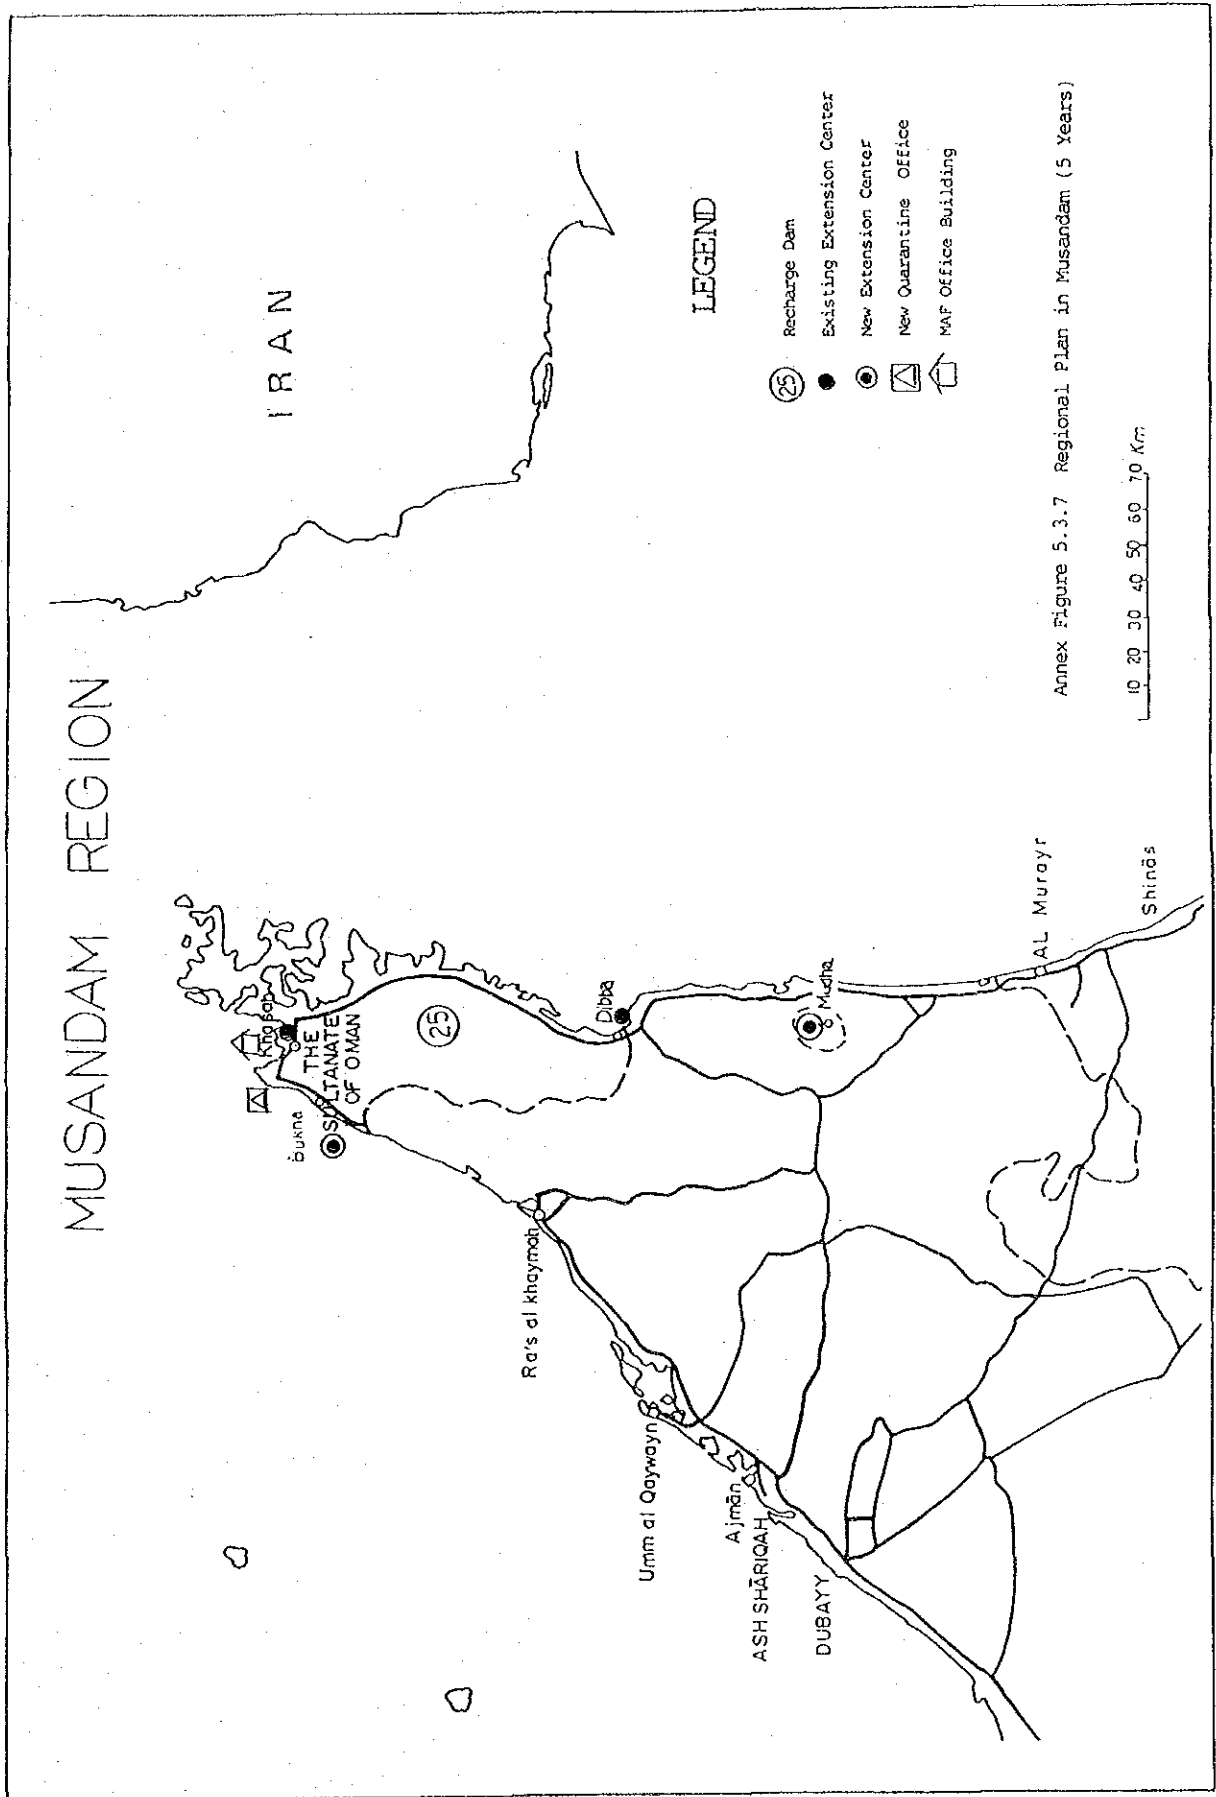 MUSANDAM REGION
IRAN
Khasab
THE
SULTANATE
OF OMAN
Bukha
25
Dibba
Ra's al khaymah
Umm al Qaywayn
Ajmān
ASH SHĀRIQAH
DUBAYY
Mudha
AL Murayr
Shinās
LEGEND
25 Recharge Dam
Existing Extension Center
New Extension Center
New Quarantine Office
MAF Office Building
Annex Figure 5.3.7 Regional Plan in Musandam (5 Years)
10 20 30 40 50 60 70 Km